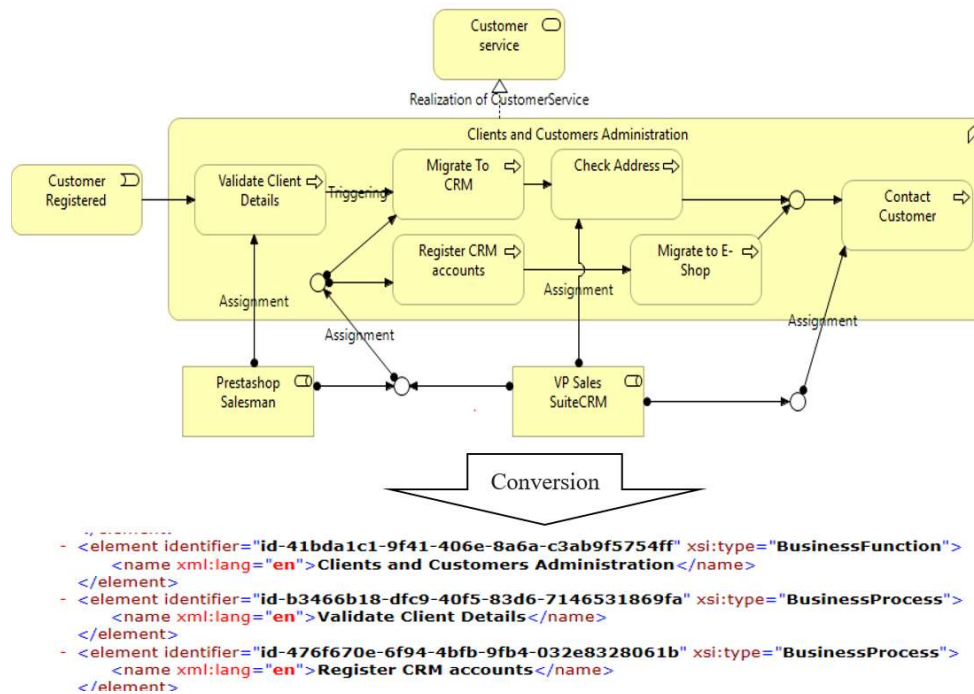 Customer
service
Realization of CustomerService
Clients and Customers Administration
Customer
Registered
Validate Client
Details
Triggering
Migrate To
CRM
Check Address
Contact
Customer
Register CRM
accounts
Migrate to E-
Shop
Assignment
Assignment
Assignment
Assignment
Prestashop
Salesman
VP Sales
SuiteCRM
Conversion
</element>
- <element identifier="id-41bda1c1-9f41-406e-8a6a-c3ab9f5754ff" xsi:type="BusinessFunction">
<name xml:lang="en">Clients and Customers Administration</name>
</element>
- <element identifier="id-b3466b18-dfc9-40f5-83d6-7146531869fa" xsi:type="BusinessProcess">
<name xml:lang="en">Validate Client Details</name>
</element>
- <element identifier="id-476f670e-6f94-4bfb-9fb4-032e8328061b" xsi:type="BusinessProcess">
<name xml:lang="en">Register CRM accounts</name>
</element>